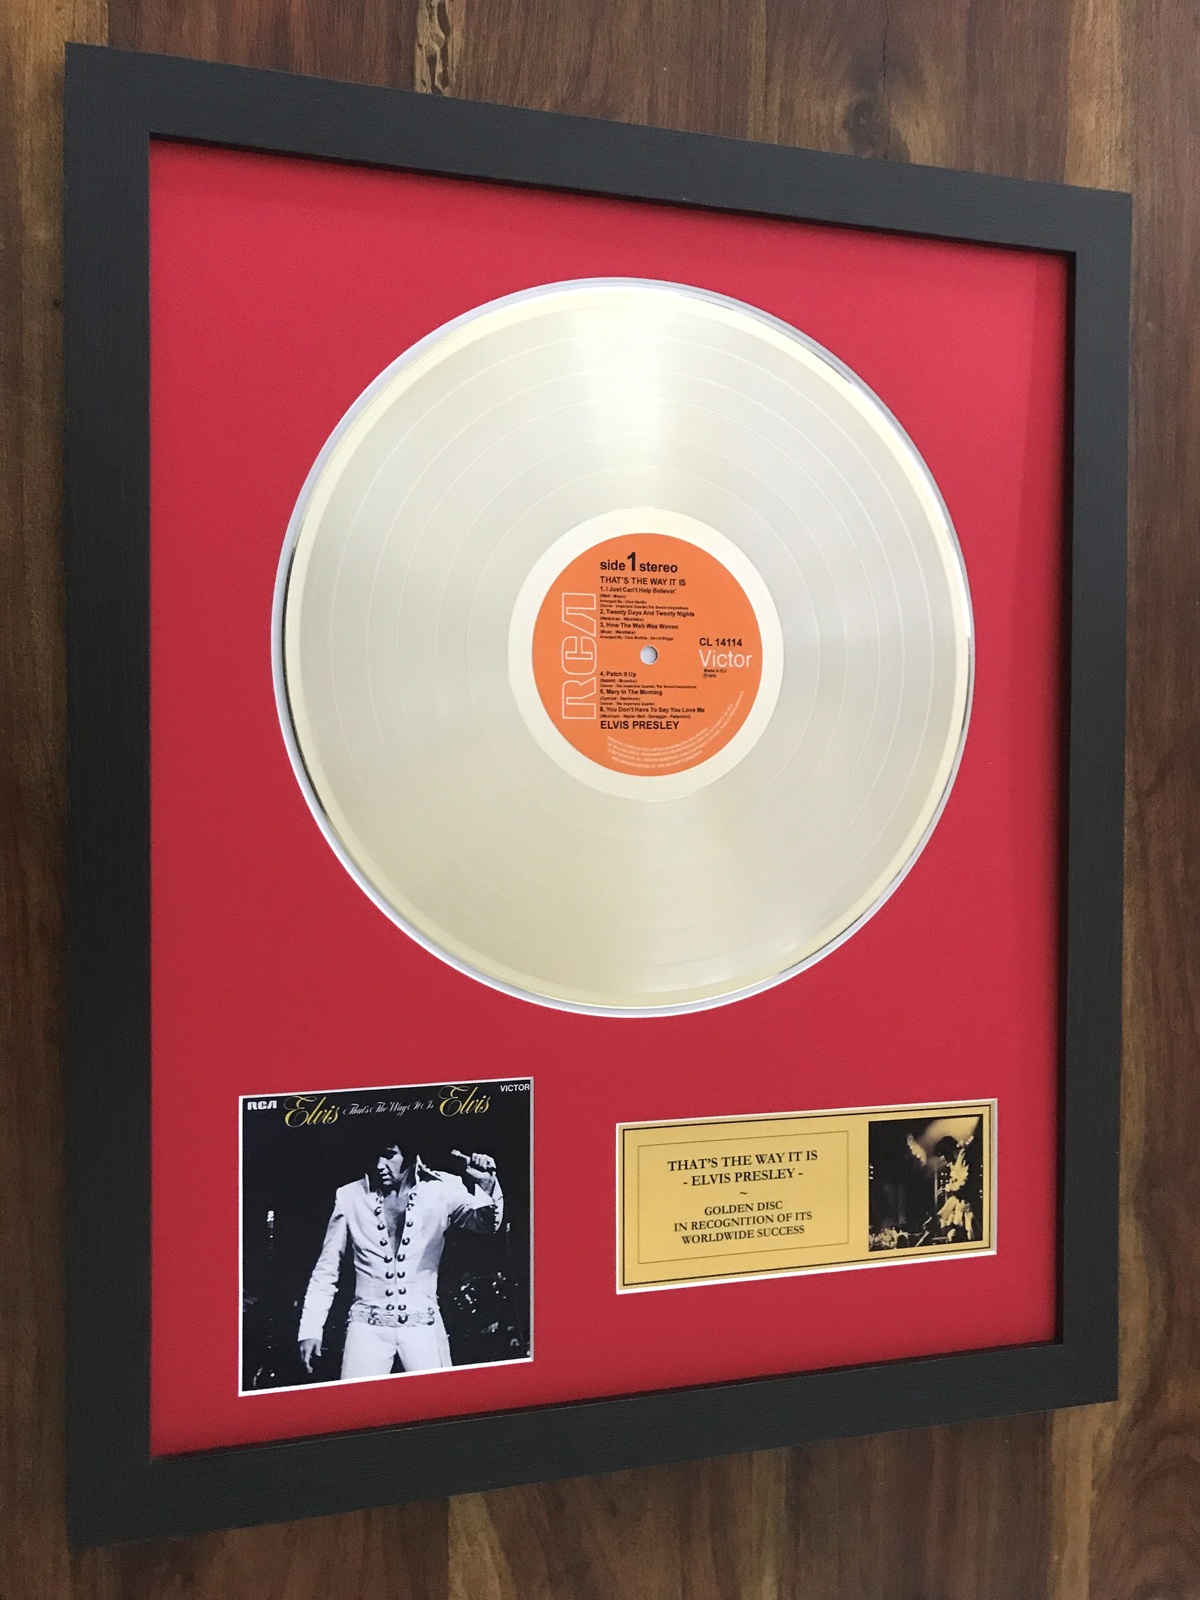 side 1 stereo
THAT'S THE WAY IT IS
1. I Just Can't Help Believin'
2. Twenty Days And Twenty Nights
3. How The Web Was Woven
RCA
CL 14114
Victor
Made in EU
4. Patch It Up
5. Mary In The Morning
6. You Don't Have To Say You Love Me
ELVIS PRESLEY
RCA
VICTOR
Elvis That's The Way It Is Elvis
THAT'S THE WAY IT IS
- ELVIS PRESLEY -
~
GOLDEN DISC
IN RECOGNITION OF ITS
WORLDWIDE SUCCESS